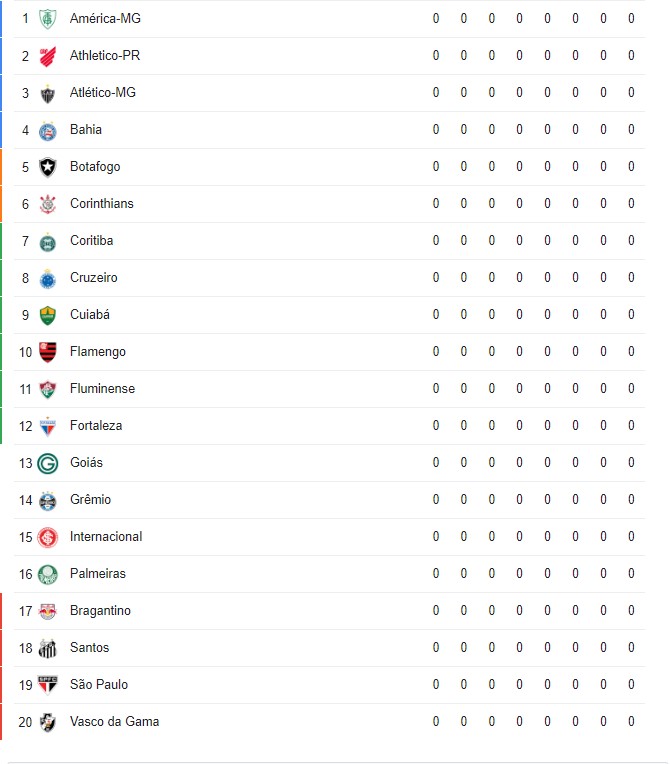 1 América-MG 0 0 0 0 0 0 0 0
2 Athletico-PR 0 0 0 0 0 0 0 0
3 Atlético-MG 0 0 0 0 0 0 0 0
4 Bahia 0 0 0 0 0 0 0 0
5 Botafogo 0 0 0 0 0 0 0 0
6 Corinthians 0 0 0 0 0 0 0 0
7 Coritiba 0 0 0 0 0 0 0 0
8 Cruzeiro 0 0 0 0 0 0 0 0
9 Cuiabá 0 0 0 0 0 0 0 0
10 Flamengo 0 0 0 0 0 0 0 0
11 Fluminense 0 0 0 0 0 0 0 0
12 Fortaleza 0 0 0 0 0 0 0 0
13 Goiás 0 0 0 0 0 0 0 0
14 Grêmio 0 0 0 0 0 0 0 0
15 Internacional 0 0 0 0 0 0 0 0
16 Palmeiras 0 0 0 0 0 0 0 0
17 Bragantino 0 0 0 0 0 0 0 0
18 Santos 0 0 0 0 0 0 0 0
19 São Paulo 0 0 0 0 0 0 0 0
20 Vasco da Gama 0 0 0 0 0 0 0 0